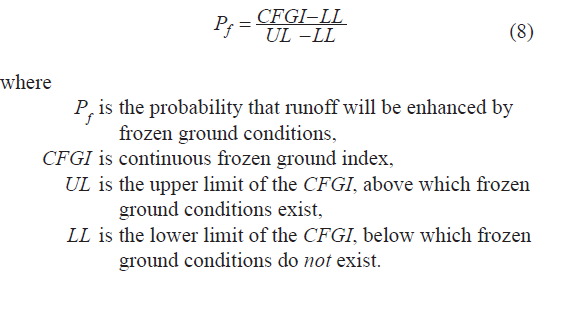 P_f = CFGI–LL / UL –LL (8)
where
P_f is the probability that runoff will be enhanced by
frozen ground conditions,
CFGI is continuous frozen ground index,
UL is the upper limit of the CFGI, above which frozen
ground conditions exist,
LL is the lower limit of the CFGI, below which frozen
ground conditions do not exist.